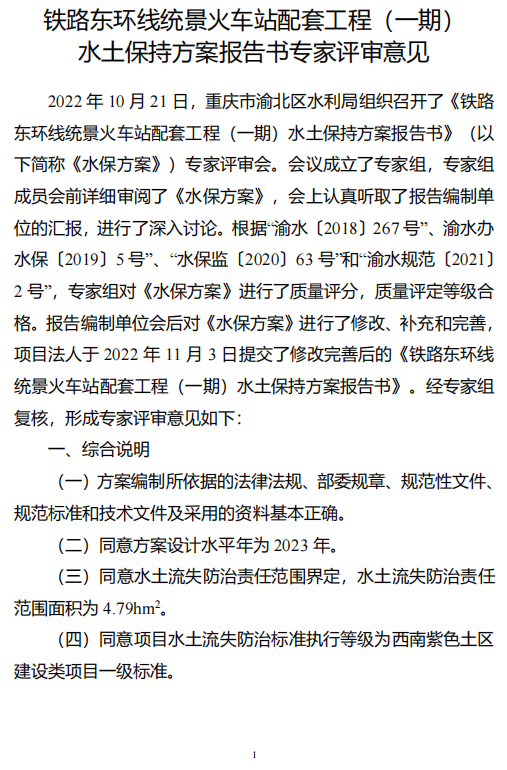 铁路东环线统景火车站配套工程（一期）
水土保持方案报告书专家评审意见
2022 年 10 月 21 日，重庆市渝北区水利局组织召开了《铁路
东环线统景火车站配套工程（一期）水土保持方案报告书》（以
下简称《水保方案》）专家评审会。会议成立了专家组，专家组
成员会前详细审阅了《水保方案》，会上认真听取了报告编制单
位的汇报，进行了深入讨论。根据“渝水〔2018〕267 号”、渝水办
水保〔2019〕5 号”、“水保监〔2020〕63 号”和“渝水规范〔2021〕
2 号”，专家组对《水保方案》进行了质量评分，质量评定等级合
格。报告编制单位会后对《水保方案》进行了修改、补充和完善，
项目法人于 2022 年 11 月 3 日提交了修改完善后的《铁路东环线
统景火车站配套工程（一期）水土保持方案报告书》。经专家组
复核，形成专家评审意见如下：
一、综合说明
（一）方案编制所依据的法律法规、部委规章、规范性文件、
规范标准和技术文件及采用的资料基本正确。
（二）同意方案设计水平年为 2023 年。
（三）同意水土流失防治责任范围界定，水土流失防治责任
范围面积为 4.79hm²。
（四）同意项目水土流失防治标准执行等级为西南紫色土区
建设类项目一级标准。
1